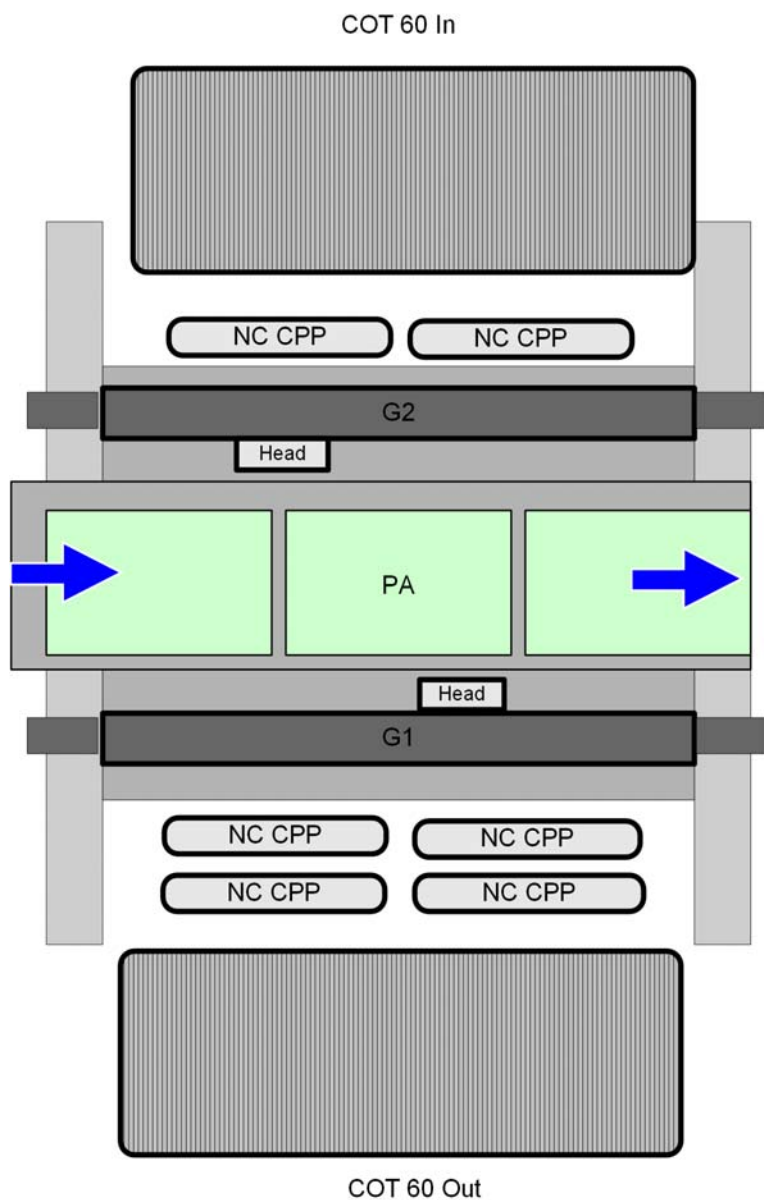 COT 60 In
NC CPP NC CPP
G2
Head
PA
Head
G1
NC CPP NC CPP
NC CPP NC CPP
COT 60 Out